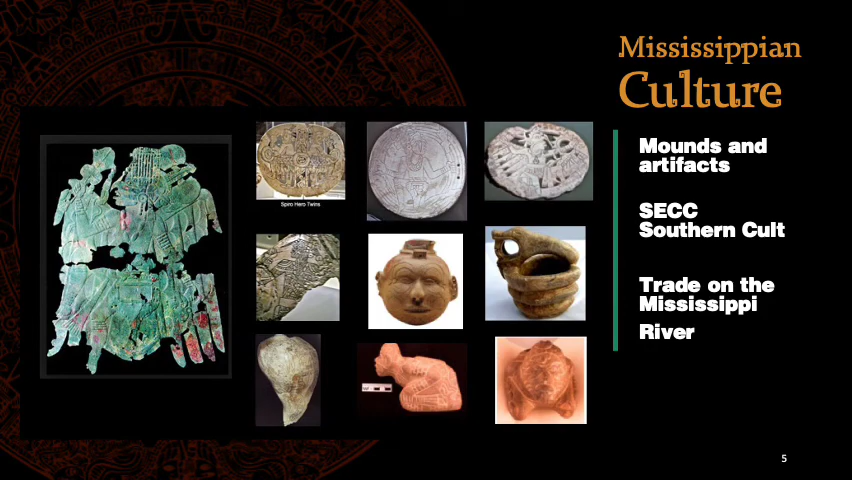 Mississippian
Culture
Mounds and
artifacts
SECC
Southern Cult
Trade on the
Mississippi
River
Spiro Hero Twins
5